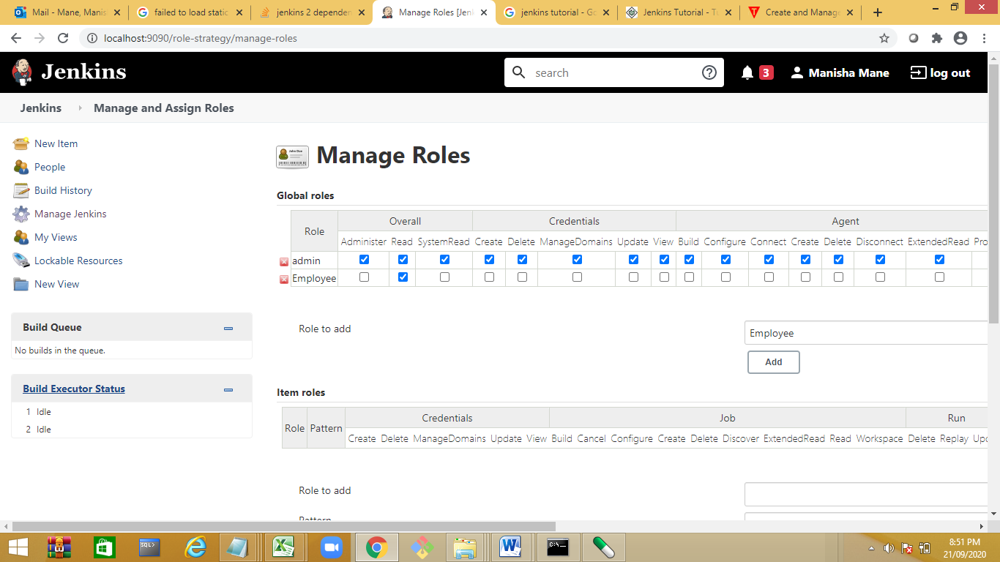 Mail - Mane, Manis
failed to load static
jenkins 2 depender
Manage Roles [Jen
jenkins tutorial - Go
Jenkins Tutorial - Tu
Create and Manage
localhost:9090/role-strategy/manage-roles
Jenkins
search
3
Manisha Mane
log out
Jenkins
Manage and Assign Roles
New Item
People
Build History
Manage Jenkins
My Views
Lockable Resources
New View
Build Queue
No builds in the queue.
Build Executor Status
1 Idle
2 Idle
Manage Roles
Global roles
Role Overall Credentials Agent
Administer Read SystemRead Create Delete ManageDomains Update View Build Configure Connect Create Delete Disconnect ExtendedRead Pro
admin
Employee
Role to add
Employee
Add
Item roles
Role Pattern Credentials Job Run
Create Delete ManageDomains Update View Build Cancel Configure Create Delete Discover ExtendedRead Read Workspace Delete Replay Upd
Role to add
Pattern
SQL>
C:\
8:51 PM
21/09/2020